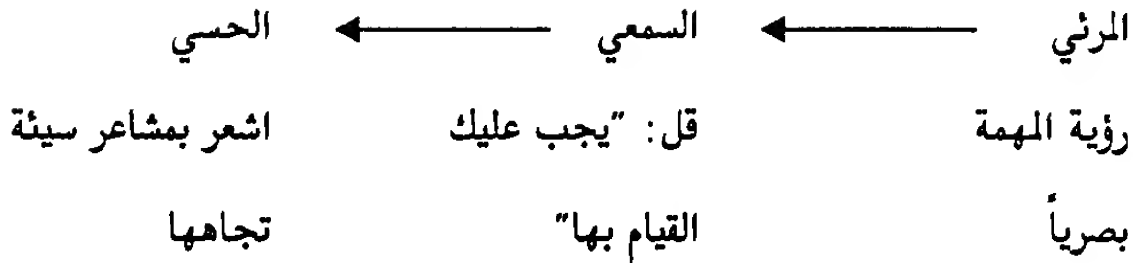 المرئي ← السمعي ← الحسي
رؤية المهمة قل: "يجب عليك اشعر بمشاعر سيئة
بصرياً القيام بها" تجاهها